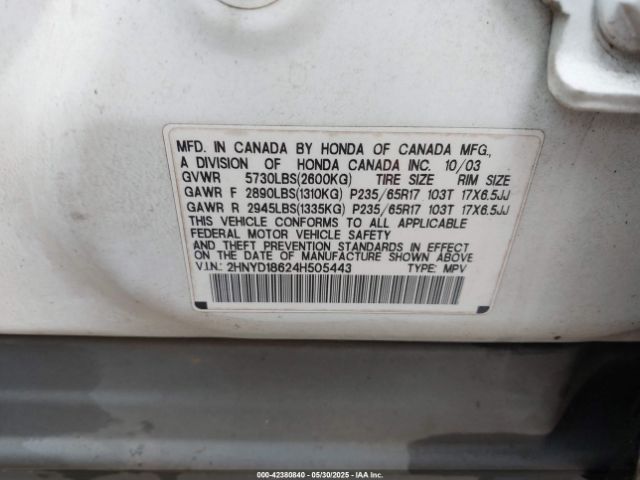 MFD. IN CANADA BY HONDA OF CANADA MFG.,
A DIVISION OF HONDA CANADA INC. 10/03
GVWR 5730LBS(2600KG) TIRE SIZE RIM SIZE
GAWR F 2890LBS(1310KG) P235/65R17 103T 17X6.5JJ
GAWR R 2945LBS(1335KG) P235/65R17 103T 17X6.5JJ
THIS VEHICLE CONFORMS TO ALL APPLICABLE
FEDERAL MOTOR VEHICLE SAFETY
AND THEFT PREVENTION STANDARDS IN EFFECT
ON THE DATE OF MANUFACTURE SHOWN ABOVE
V.I.N.: 2HNYD18624H505443 TYPE: MPV
WWW - 42380840 - 05/30/2025 - IAA Inc.